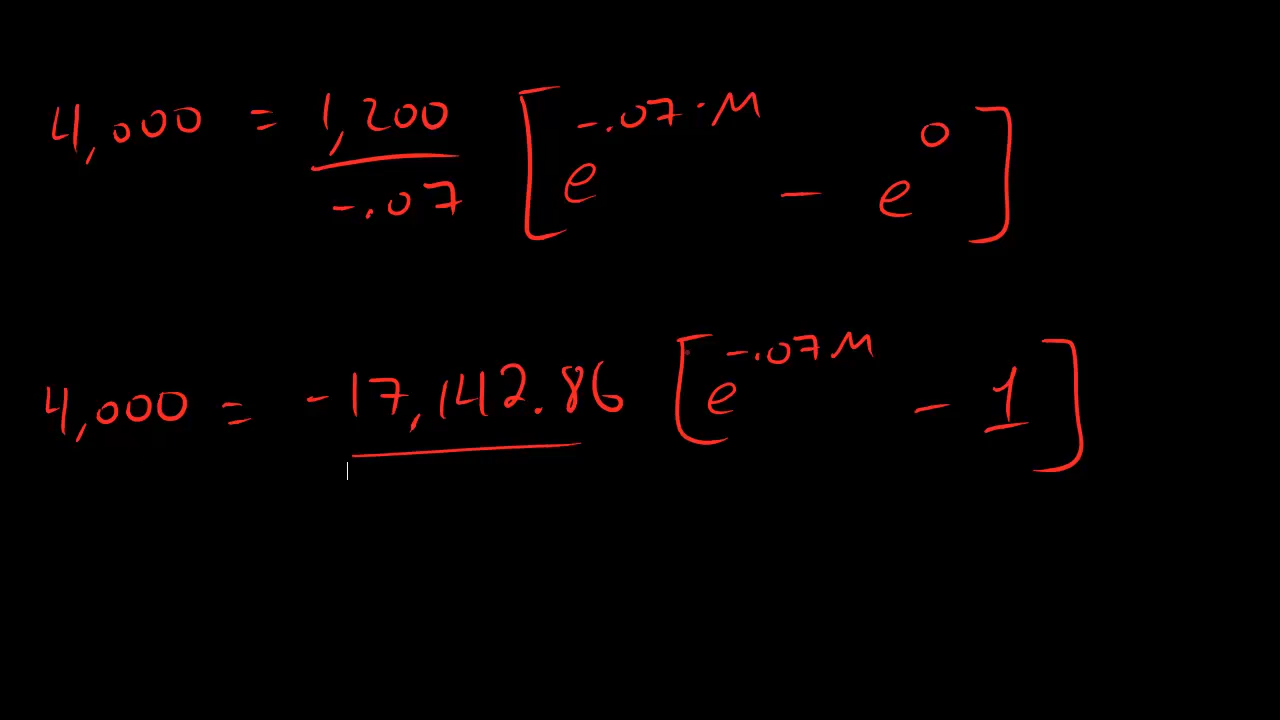 4,000 = 1,200 / -.07 [ e^{-.07·M} - e^0 ]
4,000 = -17,142.86 [ e^{-.07M} - 1 ]